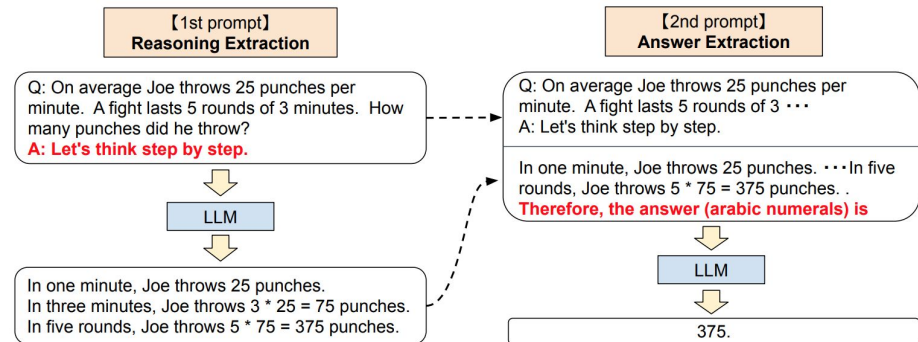 【1st prompt】
Reasoning Extraction
Q: On average Joe throws 25 punches per
minute. A fight lasts 5 rounds of 3 minutes. How
many punches did he throw?
A: Let's think step by step.
LLM
In one minute, Joe throws 25 punches.
In three minutes, Joe throws 3 * 25 = 75 punches.
In five rounds, Joe throws 5 * 75 = 375 punches.
【2nd prompt】
Answer Extraction
Q: On average Joe throws 25 punches per
minute. A fight lasts 5 rounds of 3 ･･･
A: Let's think step by step.
In one minute, Joe throws 25 punches. ･･･In five
rounds, Joe throws 5 * 75 = 375 punches. .
Therefore, the answer (arabic numerals) is
LLM
375.